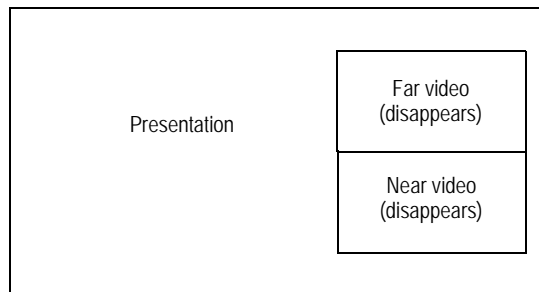 Presentation
Far video
(disappears)
Near video
(disappears)